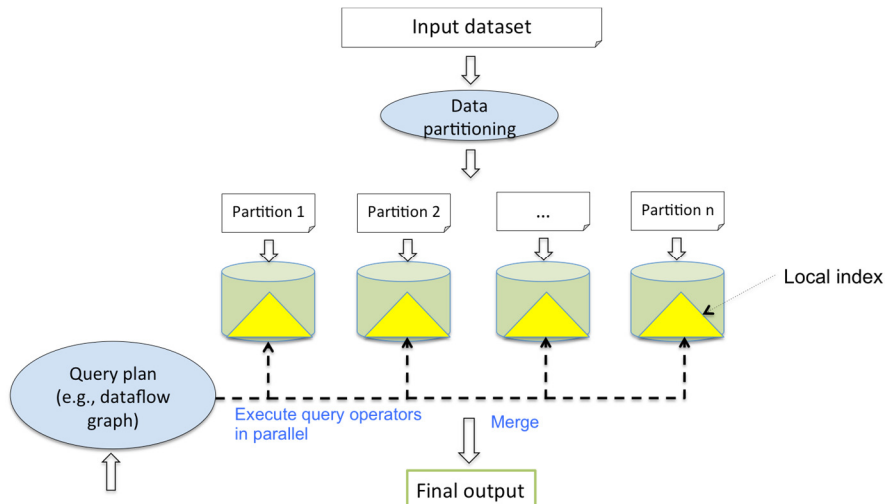 Input dataset
Data
partitioning
Partition 1
Partition 2
...
Partition n
Local index
Query plan
(e.g., dataflow
graph)
Execute query operators
in parallel
Merge
Final output